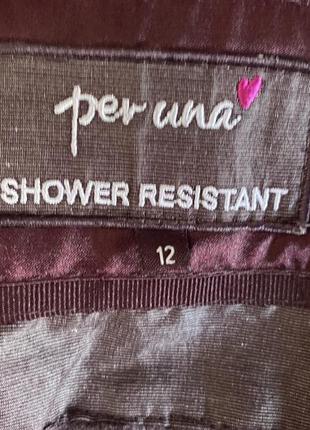 per una
SHOWER RESISTANT
12